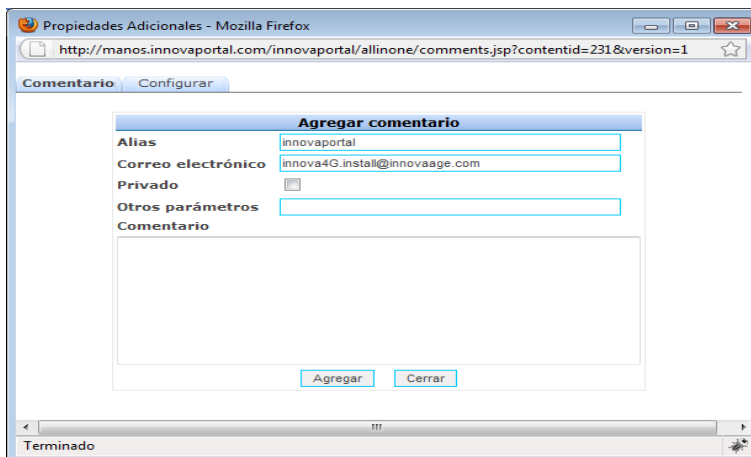 Propiedades Adicionales - Mozilla Firefox
http://manos.innovaportal.com/innovaportal/allinone/comments.jsp?contentid=231&version=1
Comentario Configurar
Agregar comentario
Alias innovaportal
Correo electrónico innova4G.install@innovaage.com
Privado
Otros parámetros
Comentario
Agregar Cerrar
Terminado